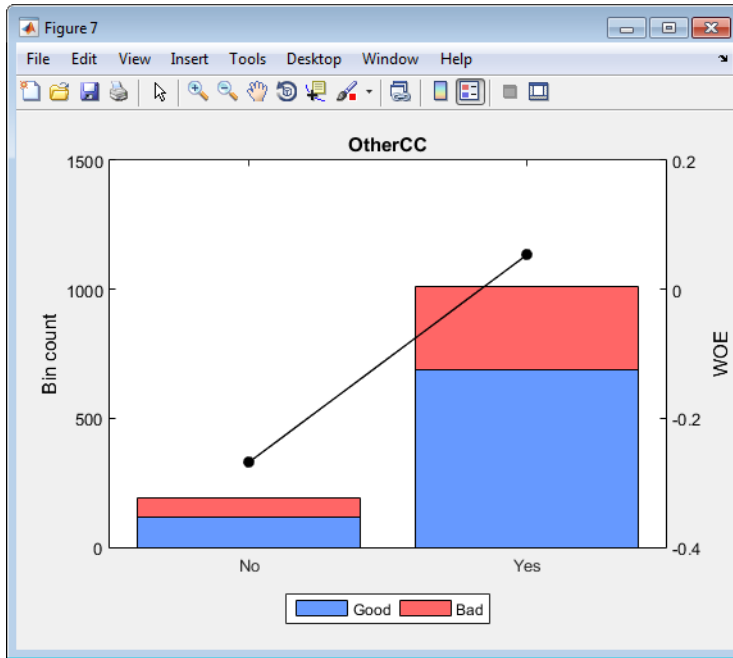 Figure 7
File Edit View Insert Tools Desktop Window Help
OtherCC
1500
1000
500
0
Bin count
0.2
0
-0.2
-0.4
WOE
No Yes
Good Bad